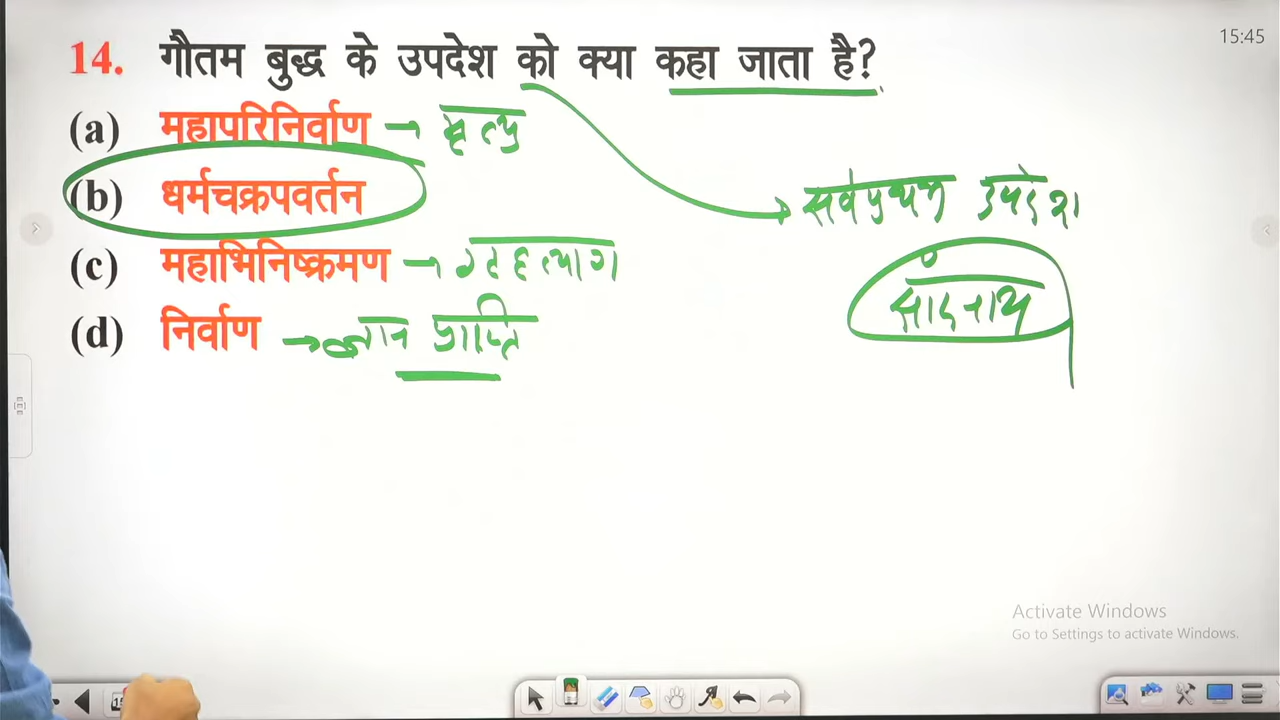 15:45
14. गौतम बुद्ध के उपदेश को क्या कहा जाता है?
(a) महापरिनिर्वाण → मृत्यु
(b) धर्मचक्रपवर्तन
सर्वप्रथम उपदेश
(c) महाभिनिष्क्रमण → गृहत्याग
सारनाथ
(d) निर्वाण → ज्ञान प्राप्ति
Activate Windows
Go to Settings to activate Windows.
15